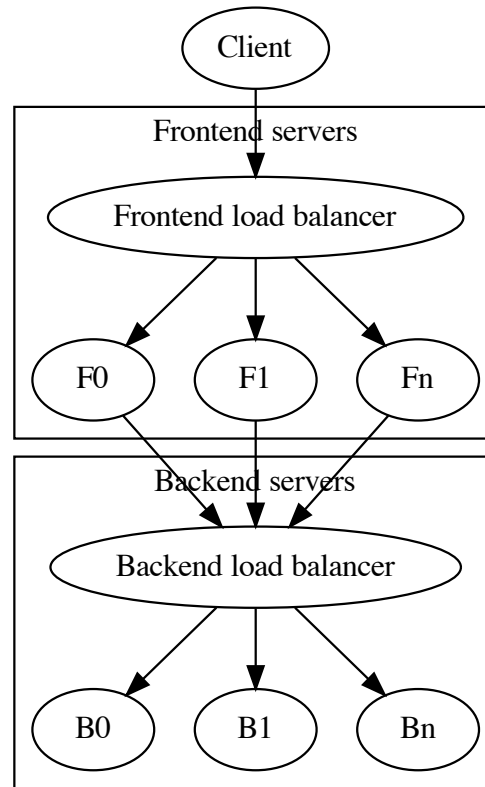 Client
Frontend servers
Frontend load balancer
F0 F1 Fn
Backend servers
Backend load balancer
B0 B1 Bn